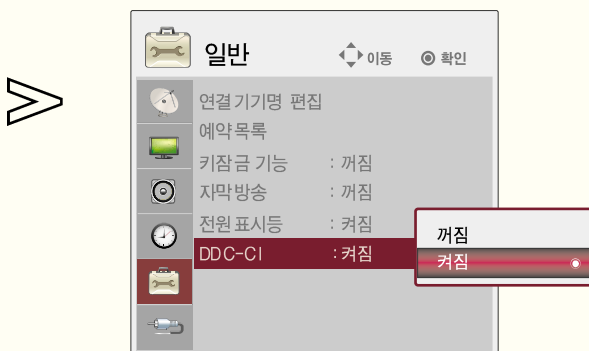 일반 이동 확인
연결기기명 편집
예약목록
키잠금 기능 : 꺼짐
자막방송 : 꺼짐
전원표시등 : 켜짐
DDC-CI : 켜짐
꺼짐
켜짐